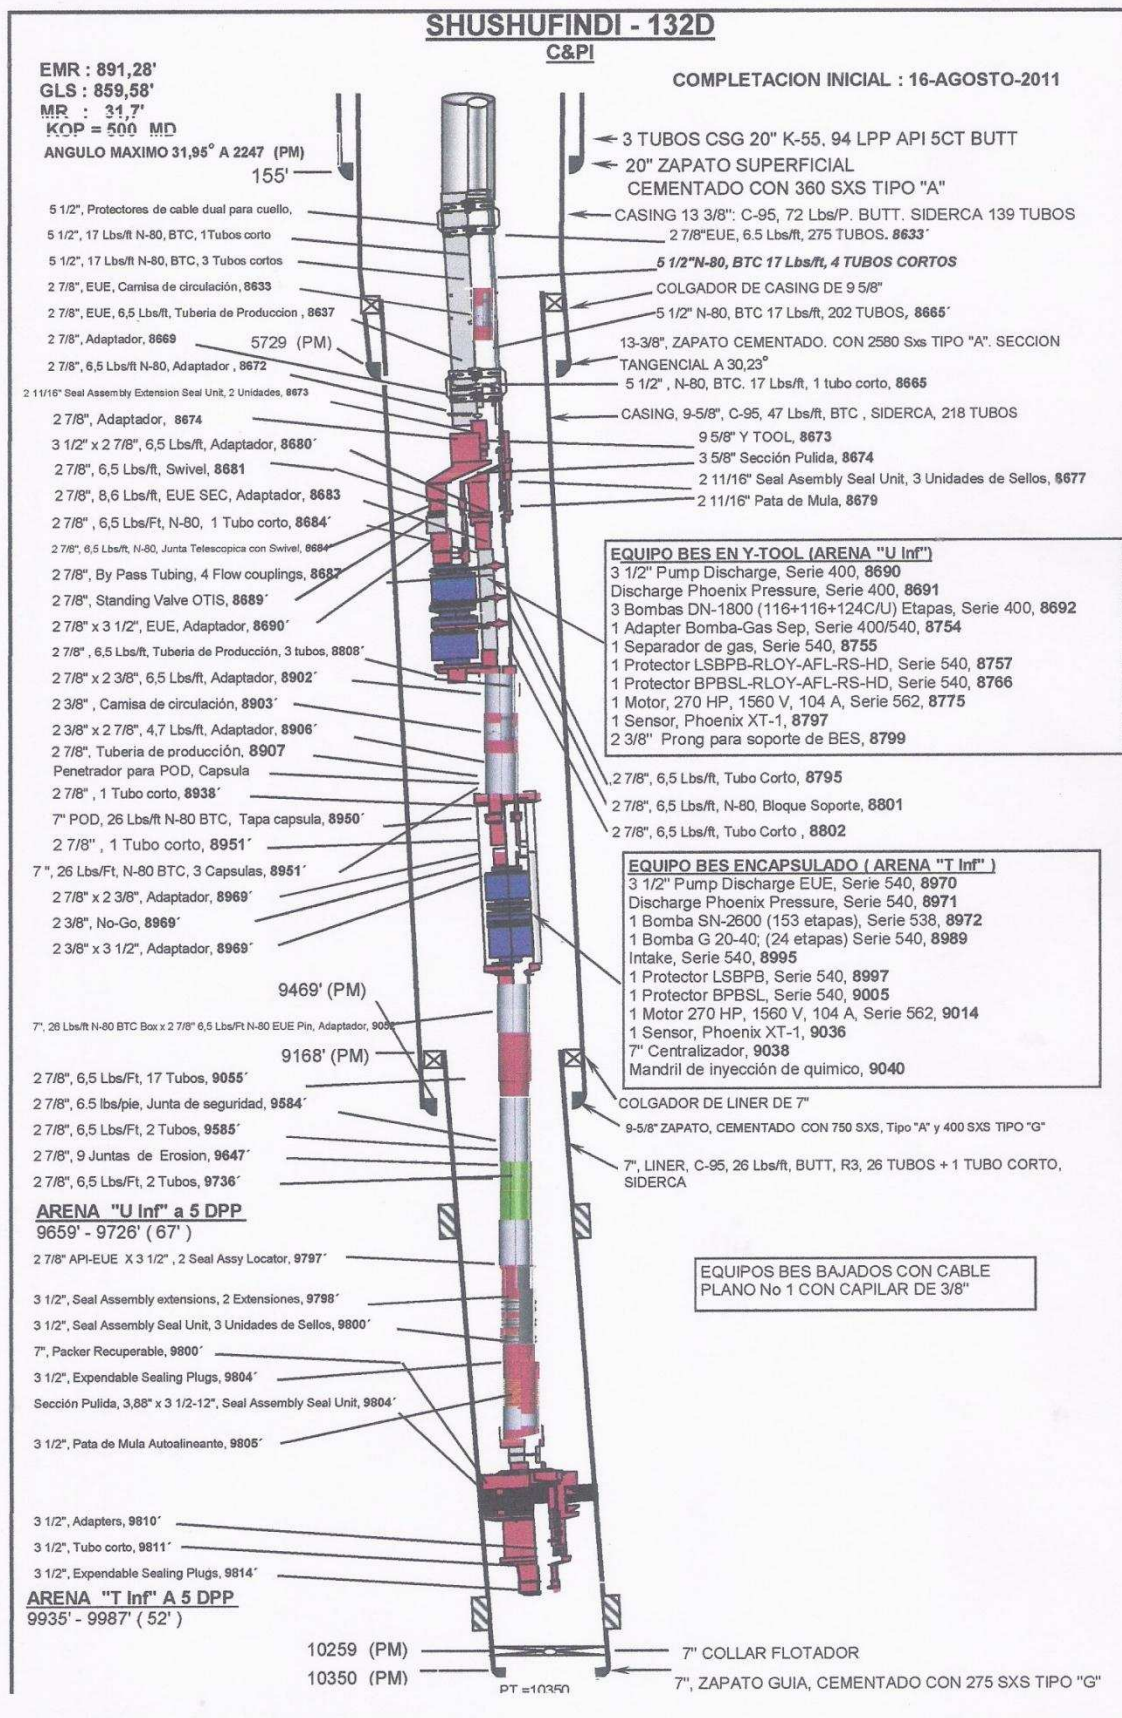 SHUSHUFINDI - 132D
C&PI
EMR : 891,28'
GLS : 859,58'
MR : 31,7'
KOP = 500 MD
ANGULO MAXIMO 31,95° A 2247 (PM)
155'
COMPLETACION INICIAL : 16-AGOSTO-2011
3 TUBOS CSG 20" K-55, 94 LPP API 5CT BUTT
20" ZAPATO SUPERFICIAL
CEMENTADO CON 360 SXS TIPO "A"
CASING 13 3/8": C-95, 72 Lbs/P. BUTT. SIDERCA 139 TUBOS
2 7/8"EUE, 6.5 Lbs/ft, 275 TUBOS. 8633´
5 1/2"N-80, BTC 17 Lbs/ft, 4 TUBOS CORTOS
COLGADOR DE CASING DE 9 5/8"
5 1/2" N-80, BTC 17 Lbs/ft, 202 TUBOS, 8665´
13-3/8", ZAPATO CEMENTADO. CON 2580 Sxs TIPO "A". SECCION
TANGENCIAL A 30,23°
5 1/2" , N-80, BTC. 17 Lbs/ft, 1 tubo corto, 8665
CASING, 9-5/8", C-95, 47 Lbs/ft, BTC , SIDERCA, 218 TUBOS
9 5/8" Y TOOL, 8673
3 5/8" Sección Pulida, 8674
2 11/16" Seal Asembly Seal Unit, 3 Unidades de Sellos, 8677
2 11/16" Pata de Mula, 8679
5 1/2", Protectores de cable dual para cuello,
5 1/2", 17 Lbs/ft N-80, BTC, 1Tubos corto
5 1/2", 17 Lbs/ft N-80, BTC, 3 Tubos cortos
2 7/8", EUE, Camisa de circulación, 8633
2 7/8", EUE, 6,5 Lbs/ft, Tuberia de Produccion , 8637
2 7/8", Adaptador, 8669
5729 (PM)
2 7/8", 6,5 Lbs/ft N-80, Adaptador , 8672
2 11/16" Seal Assembly Extension Seal Unit, 2 Unidades, 8673
2 7/8", Adaptador, 8674
3 1/2" x 2 7/8", 6,5 Lbs/ft, Adaptador, 8680´
2 7/8", 6,5 Lbs/ft, Swivel, 8681
2 7/8", 8,6 Lbs/ft, EUE SEC, Adaptador, 8683
2 7/8" , 6,5 Lbs/Ft, N-80, 1 Tubo corto, 8684´
2 7/8", 6,5 Lbs/ft, N-80, Junta Telescopica con Swivel, 8684´
2 7/8", By Pass Tubing, 4 Flow couplings, 8687
2 7/8", Standing Valve OTIS, 8689´
2 7/8" x 3 1/2", EUE, Adaptador, 8690´
2 7/8" , 6,5 Lbs/ft, Tuberia de Producción, 3 tubos, 8808´
2 7/8" x 2 3/8", 6,5 Lbs/ft, Adaptador, 8902´
2 3/8" , Camisa de circulación, 8903´
2 3/8" x 2 7/8", 4,7 Lbs/ft, Adaptador, 8906´
2 7/8", Tuberia de producción, 8907
Penetrador para POD, Capsula
2 7/8" , 1 Tubo corto, 8938´
7" POD, 26 Lbs/ft N-80 BTC, Tapa capsula, 8950´
2 7/8" , 1 Tubo corto, 8951´
7 ", 26 Lbs/Ft, N-80 BTC, 3 Capsulas, 8951´
2 7/8" x 2 3/8", Adaptador, 8969´
2 3/8", No-Go, 8969´
2 3/8" x 3 1/2", Adaptador, 8969´
EQUIPO BES EN Y-TOOL (ARENA "U Inf")
3 1/2" Pump Discharge, Serie 400, 8690
Discharge Phoenix Pressure, Serie 400, 8691
3 Bombas DN-1800 (116+116+124C/U) Etapas, Serie 400, 8692
1 Adapter Bomba-Gas Sep, Serie 400/540, 8754
1 Separador de gas, Serie 540, 8755
1 Protector LSBPB-RLOY-AFL-RS-HD, Serie 540, 8757
1 Protector BPBSL-RLOY-AFL-RS-HD, Serie 540, 8766
1 Motor, 270 HP, 1560 V, 104 A, Serie 562, 8775
1 Sensor, Phoenix XT-1, 8797
2 3/8" Prong para soporte de BES, 8799
2 7/8", 6,5 Lbs/ft, Tubo Corto, 8795
2 7/8", 6,5 Lbs/ft, N-80, Bloque Soporte, 8801
2 7/8", 6,5 Lbs/ft, Tubo Corto , 8802
EQUIPO BES ENCAPSULADO ( ARENA "T Inf" )
3 1/2" Pump Discharge EUE, Serie 540, 8970
Discharge Phoenix Pressure, Serie 540, 8971
1 Bomba SN-2600 (153 etapas), Serie 538, 8972
1 Bomba G 20-40; (24 etapas) Serie 540, 8989
Intake, Serie 540, 8995
1 Protector LSBPB, Serie 540, 8997
1 Protector BPBSL, Serie 540, 9005
1 Motor 270 HP, 1560 V, 104 A, Serie 562, 9014
1 Sensor, Phoenix XT-1, 9036
7" Centralizador, 9038
Mandril de inyección de quimico, 9040
9469' (PM)
7", 26 Lbs/ft N-80 BTC Box x 2 7/8" 6,5 Lbs/Ft N-80 EUE Pin, Adaptador,
9168' (PM)
2 7/8", 6,5 Lbs/Ft, 17 Tubos, 9055´
2 7/8", 6.5 lbs/pie, Junta de seguridad, 9584´
2 7/8", 6,5 Lbs/Ft, 2 Tubos, 9585´
2 7/8", 9 Juntas de Erosion, 9647´
2 7/8", 6,5 Lbs/Ft, 2 Tubos, 9736´
COLGADOR DE LINER DE 7"
9-5/8" ZAPATO, CEMENTADO CON 750 SXS, Tipo "A" y 400 SXS TIPO "G"
7", LINER, C-95, 26 Lbs/ft, BUTT, R3, 26 TUBOS + 1 TUBO CORTO,
SIDERCA
ARENA "U Inf" a 5 DPP
9659' - 9726' ( 67' )
2 7/8" API-EUE X 3 1/2" , 2 Seal Assy Locator, 9797´
3 1/2", Seal Assembly extensions, 2 Extensiones, 9798´
3 1/2", Seal Assembly Seal Unit, 3 Unidades de Sellos, 9800´
7", Packer Recuperable, 9800´
3 1/2", Expendable Sealing Plugs, 9804´
Sección Pulida, 3,88" x 3 1/2-12", Seal Assembly Seal Unit, 9804´
3 1/2", Pata de Mula Autoalineante, 9805´
EQUIPOS BES BAJADOS CON CABLE
PLANO No 1 CON CAPILAR DE 3/8"
3 1/2", Adapters, 9810´
3 1/2", Tubo corto, 9811´
3 1/2", Expendable Sealing Plugs, 9814´
ARENA "T Inf" A 5 DPP
9935' - 9987' ( 52' )
10259 (PM)
10350 (PM)
PT =10350
7" COLLAR FLOTADOR
7", ZAPATO GUIA, CEMENTADO CON 275 SXS TIPO "G"